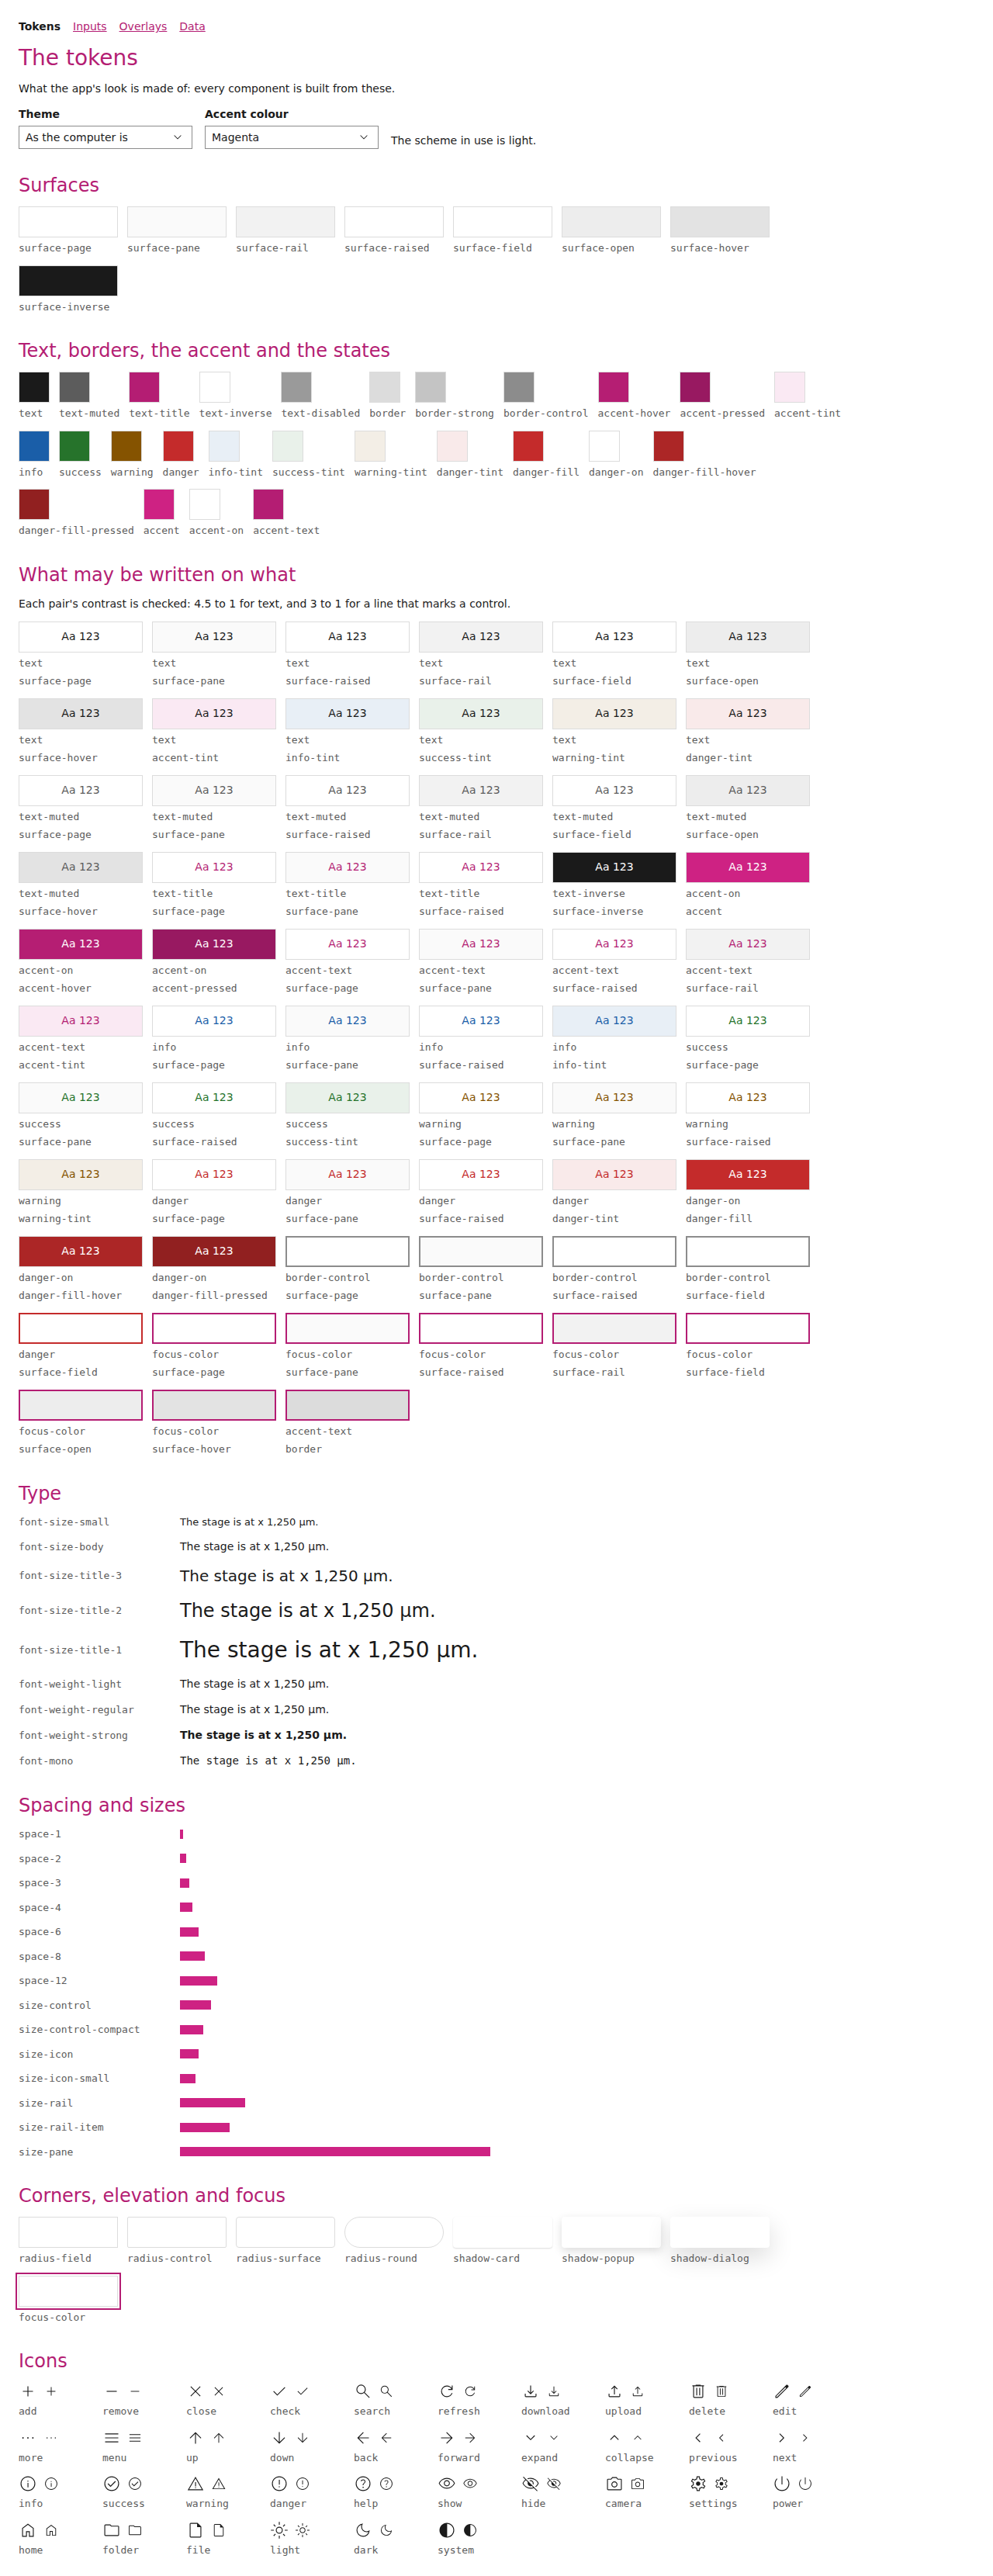 Tokens Inputs Overlays Data
The tokens
What the app's look is made of: every component is built from these.
Theme Accent colour
As the computer is Magenta The scheme in use is light.
Surfaces
surface-page surface-pane surface-rail surface-raised surface-field surface-open surface-hover
surface-inverse
Text, borders, the accent and the states
text text-muted text-title text-inverse text-disabled border border-strong border-control accent-hover accent-pressed accent-tint
info success warning danger info-tint success-tint warning-tint danger-tint danger-fill danger-on danger-fill-hover
danger-fill-pressed accent accent-on accent-text
What may be written on what
Each pair's contrast is checked: 4.5 to 1 for text, and 3 to 1 for a line that marks a control.
Aa 123 Aa 123 Aa 123 Aa 123 Aa 123 Aa 123
text text text text text text
surface-page surface-pane surface-raised surface-rail surface-field surface-open
Aa 123 Aa 123 Aa 123 Aa 123 Aa 123 Aa 123
text text text text text text
surface-hover accent-tint info-tint success-tint warning-tint danger-tint
Aa 123 Aa 123 Aa 123 Aa 123 Aa 123 Aa 123
text-muted text-muted text-muted text-muted text-muted text-muted
surface-page surface-pane surface-raised surface-rail surface-field surface-open
Aa 123 Aa 123 Aa 123 Aa 123 Aa 123 Aa 123
text-muted text-title text-title text-title text-inverse accent-on
surface-hover surface-page surface-pane surface-raised surface-inverse accent
Aa 123 Aa 123 Aa 123 Aa 123 Aa 123 Aa 123
accent-on accent-on accent-text accent-text accent-text accent-text
accent-hover accent-pressed surface-page surface-pane surface-raised surface-rail
Aa 123 Aa 123 Aa 123 Aa 123 Aa 123 Aa 123
accent-text info info info info success
accent-tint surface-page surface-pane surface-raised info-tint surface-page
Aa 123 Aa 123 Aa 123 Aa 123 Aa 123 Aa 123
success success success warning warning warning
surface-pane surface-raised success-tint surface-page surface-pane surface-raised
Aa 123 Aa 123 Aa 123 Aa 123 Aa 123 Aa 123
warning danger danger danger danger danger-on
warning-tint surface-page surface-pane surface-raised danger-tint danger-fill
Aa 123 Aa 123
danger-on danger-on border-control border-control border-control border-control
danger-fill-hover danger-fill-pressed surface-page surface-pane surface-raised surface-field
danger focus-color focus-color focus-color focus-color focus-color
surface-field surface-page surface-pane surface-raised surface-rail surface-field
focus-color focus-color accent-text
surface-open surface-hover border
Type
font-size-small The stage is at x 1,250 µm.
font-size-body The stage is at x 1,250 µm.
font-size-title-3 The stage is at x 1,250 µm.
font-size-title-2 The stage is at x 1,250 µm.
font-size-title-1 The stage is at x 1,250 µm.
font-weight-light The stage is at x 1,250 µm.
font-weight-regular The stage is at x 1,250 µm.
font-weight-strong The stage is at x 1,250 µm.
font-mono The stage is at x 1,250 µm.
Spacing and sizes
space-1
space-2
space-3
space-4
space-6
space-8
space-12
size-control
size-control-compact
size-icon
size-icon-small
size-rail
size-rail-item
size-pane
Corners, elevation and focus
radius-field radius-control radius-surface radius-round shadow-card shadow-popup shadow-dialog
focus-color
Icons
add remove close check search refresh download upload delete edit
more menu up down back forward expand collapse previous next
info success warning danger help show hide camera settings power
home folder file light dark system